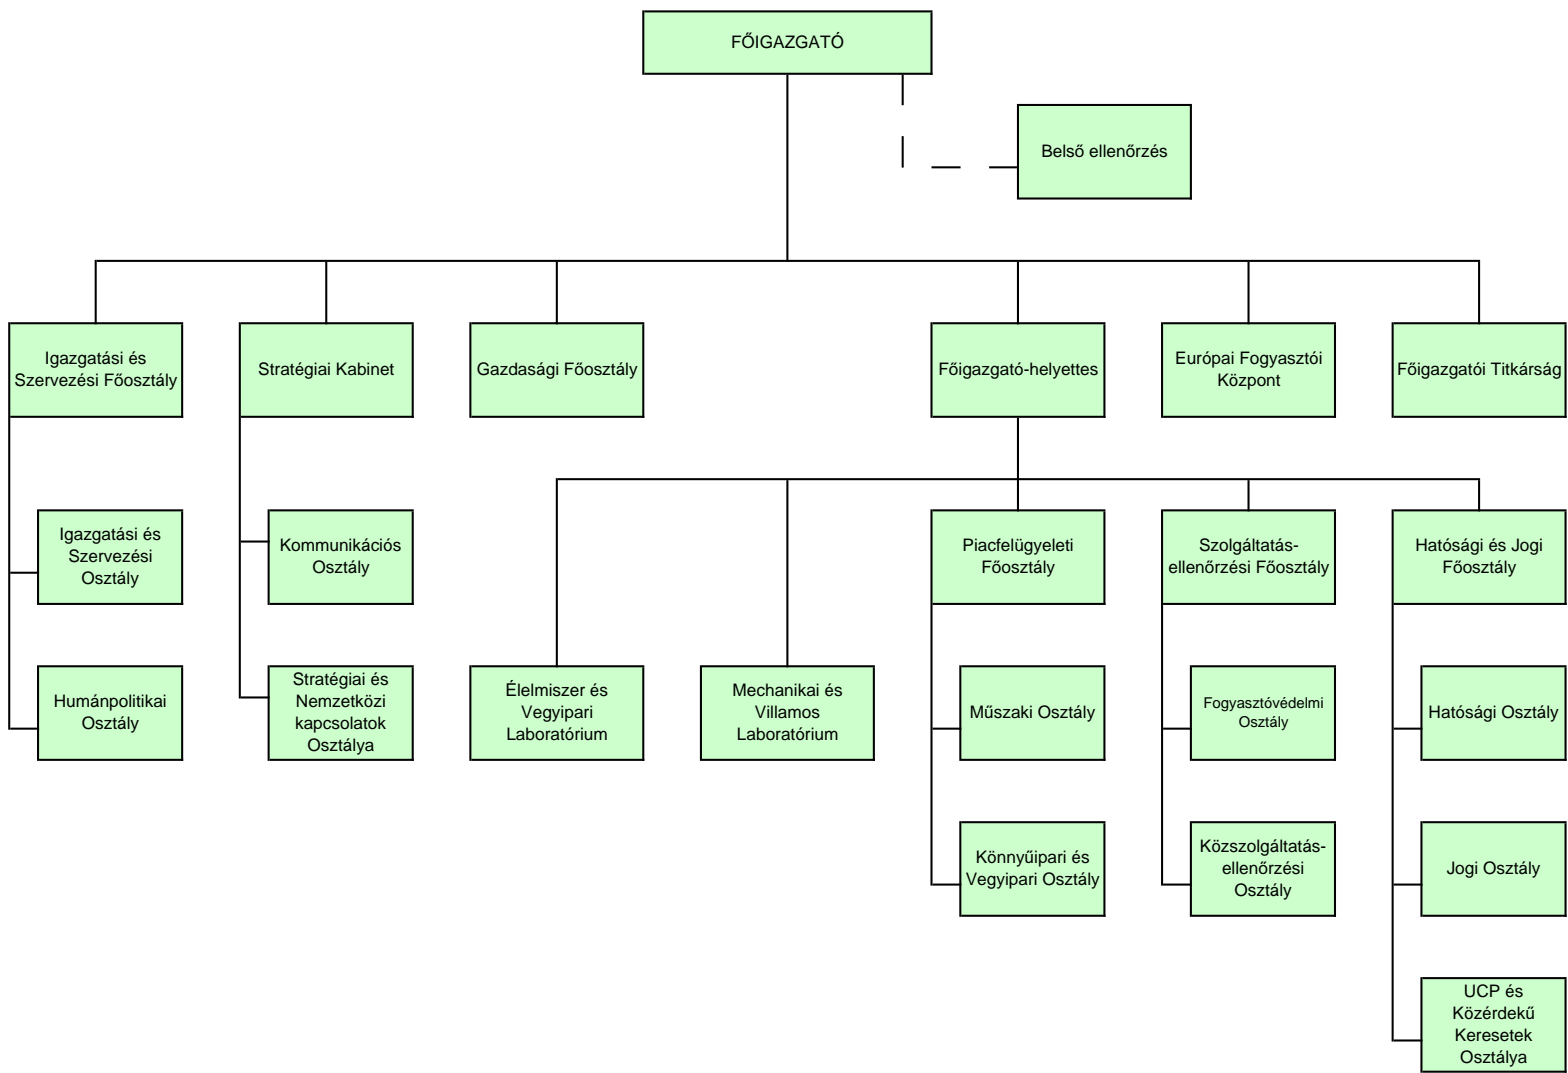 FŐIGAZGATÓ
Belső ellenőrzés
Igazgatási és
Szervezési Főosztály
Stratégiai Kabinet
Gazdasági Főosztály
Főigazgató-helyettes
Európai Fogyasztói
Központ
Főigazgatói Titkárság
Igazgatási és
Szervezési
Osztály
Kommunikációs
Osztály
Piacfelügyeleti
Főosztály
Szolgáltatás-
ellenőrzési Főosztály
Hatósági és Jogi
Főosztály
Humánpolitikai
Osztály
Stratégiai és
Nemzetközi
kapcsolatok
Osztálya
Élelmiszer és
Vegyipari
Laboratórium
Mechanikai és
Villamos
Laboratórium
Műszaki Osztály
Fogyasztóvédelmi
Osztály
Hatósági Osztály
Könnyűipari és
Vegyipari Osztály
Közszolgáltatás-
ellenőrzési
Osztály
Jogi Osztály
UCP és
Közérdekű
Keresetek
Osztálya